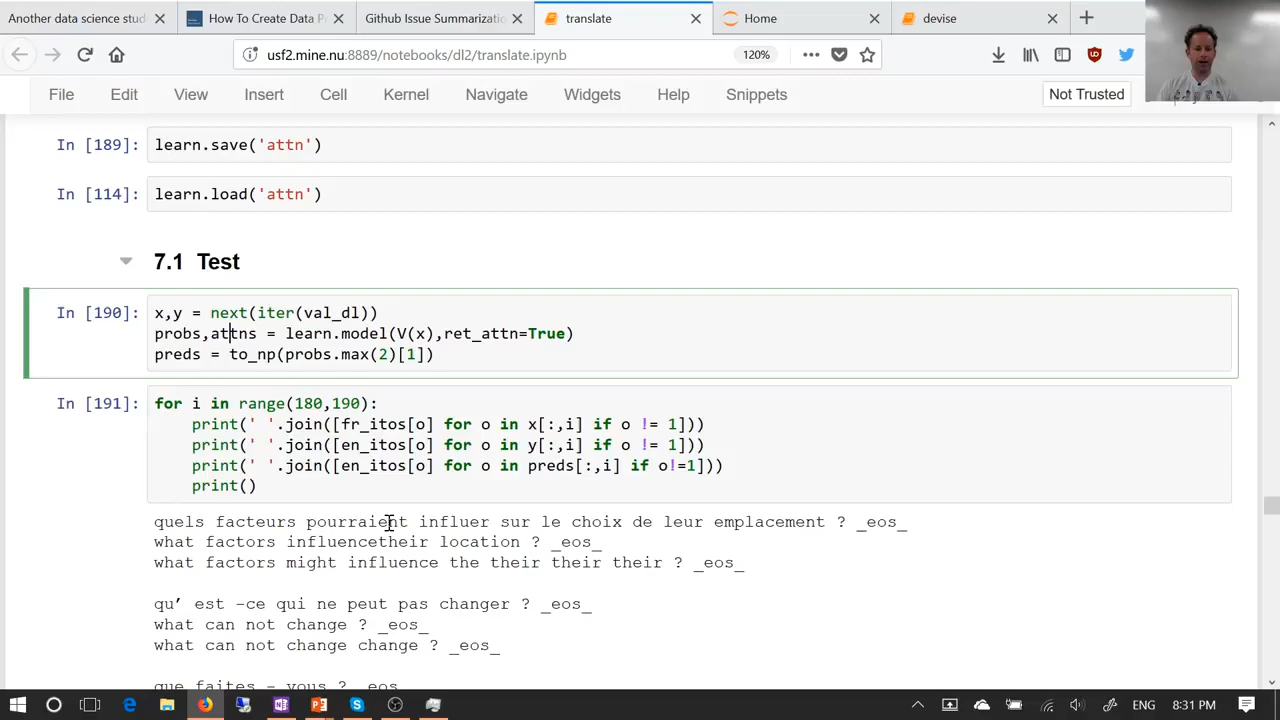 Another data science stud
How To Create Data P
Github Issue Summarizatio
translate
Home
devise
usf2.mine.nu:8889/notebooks/dl2/translate.ipynb
120%
File Edit View Insert Cell Kernel Navigate Widgets Help Snippets
Not Trusted
In [189]: learn.save('attn')
In [114]: learn.load('attn')
7.1 Test
In [190]: x,y = next(iter(val_dl))
probs,attns = learn.model(V(x),ret_attn=True)
preds = to_np(probs.max(2)[1])
In [191]: for i in range(180,190):
print(' '.join([fr_itos[o] for o in x[:,i] if o != 1]))
print(' '.join([en_itos[o] for o in y[:,i] if o != 1]))
print(' '.join([en_itos[o] for o in preds[:,i] if o!=1]))
print()
quels facteurs pourraient influer sur le choix de leur emplacement ? _eos_
what factors influencetheir location ? _eos_
what factors might influence the their their their ? _eos_
qu’ est -ce qui ne peut pas changer ? _eos_
what can not change ? _eos_
what can not change change ? _eos_
que faites - vous ? _eos_
ENG 8:31 PM